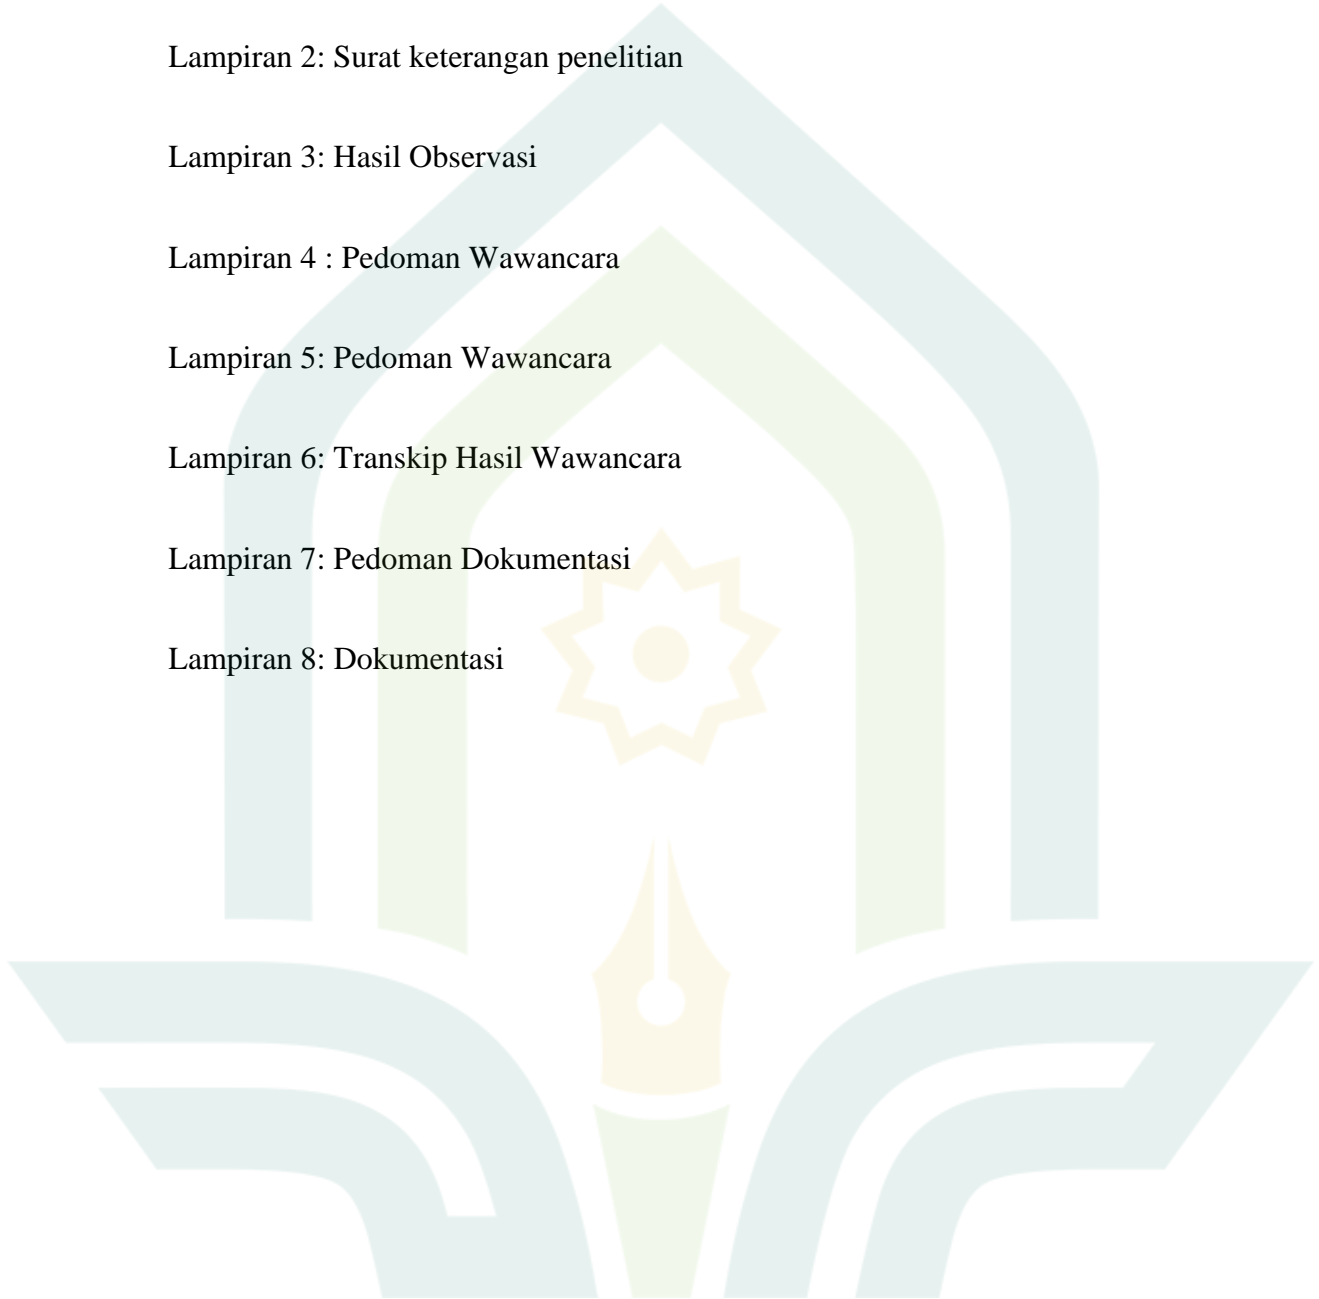 Lampiran 2: Surat keterangan penelitian
Lampiran 3: Hasil Observasi
Lampiran 4 : Pedoman Wawancara
Lampiran 5: Pedoman Wawancara
Lampiran 6: Transkip Hasil Wawancara
Lampiran 7: Pedoman Dokumentasi
Lampiran 8: Dokumentasi